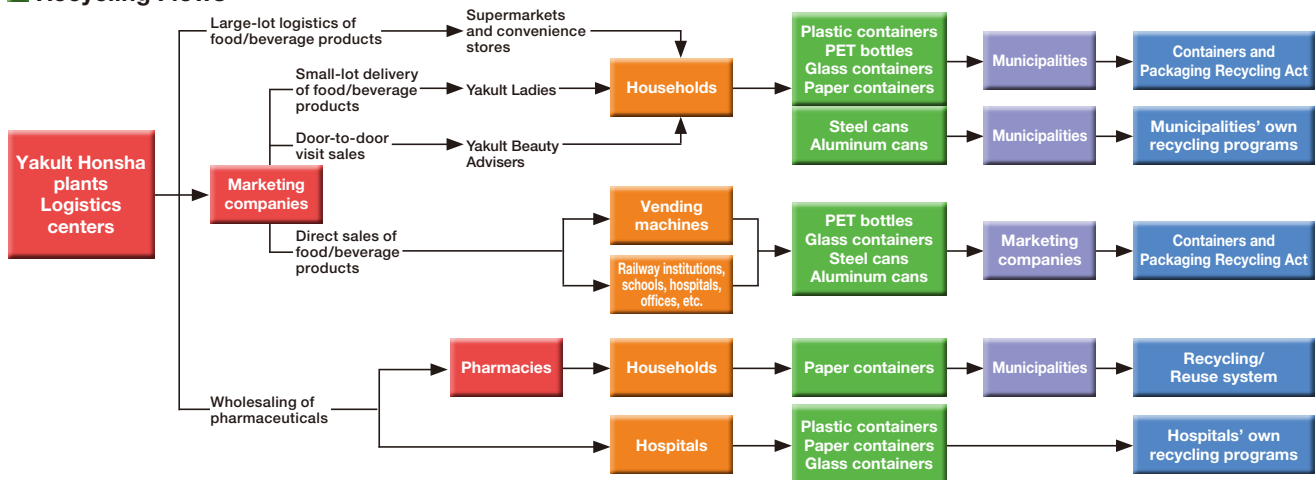 Large-lot logistics of
food/beverage products
Supermarkets
and convenience
stores
Small-lot delivery
of food/beverage
products
Yakult Ladies
Door-to-door
visit sales
Yakult Beauty
Advisers
Households
Plastic containers
PET bottles
Glass containers
Paper containers
Municipalities
Containers and
Packaging Recycling Act
Steel cans
Aluminum cans
Municipalities
Municipalities’ own
recycling programs
Yakult Honsha
plants
Logistics
centers
Marketing
companies
Direct sales of
food/beverage
products
Vending
machines
Railway institutions,
schools, hospitals,
offices, etc.
PET bottles
Glass containers
Steel cans
Aluminum cans
Marketing
companies
Containers and
Packaging Recycling Act
Wholesaling of
pharmaceuticals
Pharmacies
Households
Paper containers
Municipalities
Recycling/
Reuse system
Hospitals
Plastic containers
Paper containers
Glass containers
Hospitals’ own
recycling programs